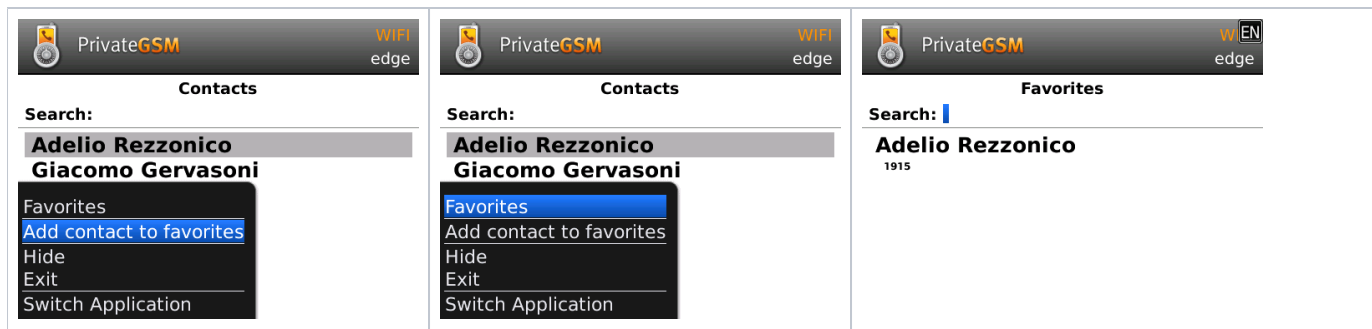 PrivateGSM
WIFI
edge
Contacts
Search:
Adelio Rezzonico
Giacomo Gervasoni
Favorites
Add contact to favorites
Hide
Exit
Switch Application
PrivateGSM
WIFI
edge
Contacts
Search:
Adelio Rezzonico
Giacomo Gervasoni
Favorites
Add contact to favorites
Hide
Exit
Switch Application
PrivateGSM
W
EN
edge
Favorites
Search:
Adelio Rezzonico
1915